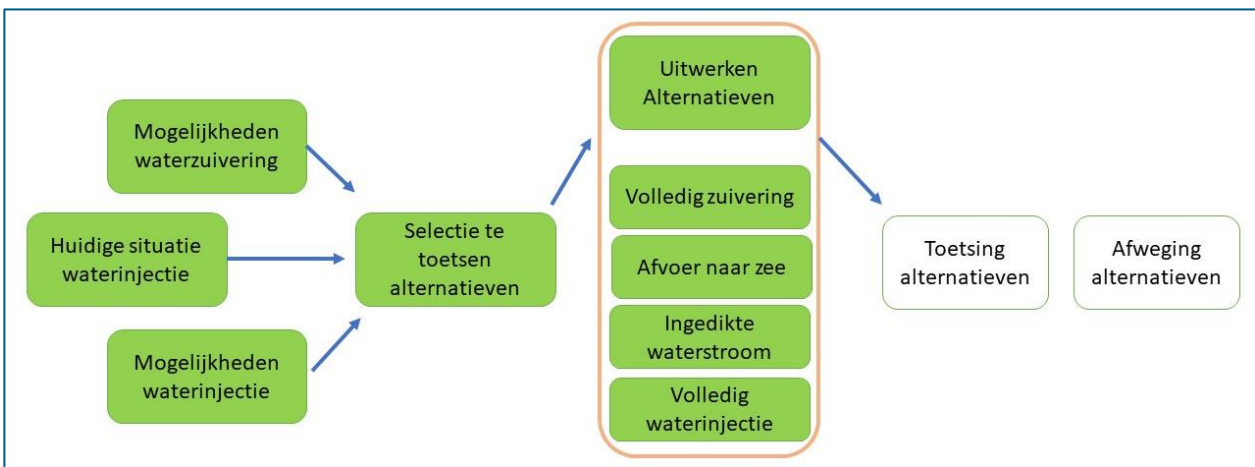 Mogelijkheden
waterzuivering
Huidige situatie
waterinjectie
Mogelijkheden
waterinjectie
Selectie te
toetsen
alternatieven
Uitwerken
Alternatieven
Volledig zuivering
Afvoer naar zee
Ingedikte
waterstroom
Volledig
waterinjectie
Toetsing
alternatieven
Afweging
alternatieven